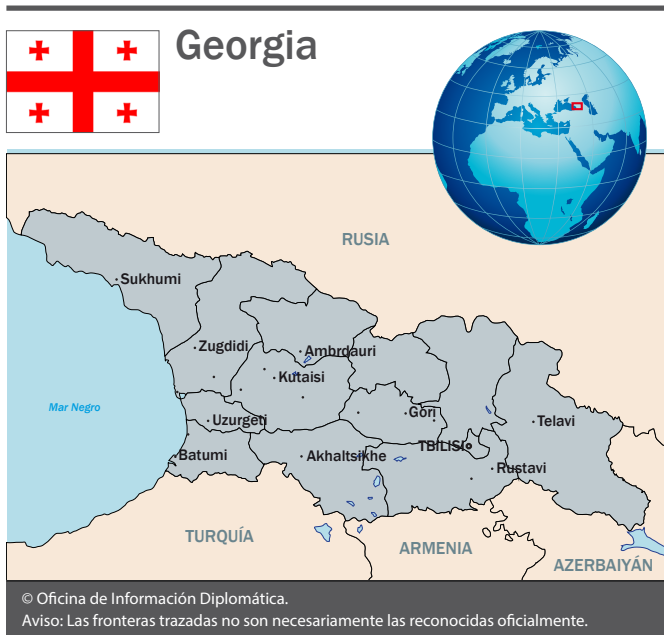 Georgia
RUSIA
Sukhumi
Zugdidi
Ambrdauri
Kutaisi
Mar Negro
Uzurgeti
Gori
Telavi
TBILISI
Batumi
Akhaltsikhe
Rustavi
TURQUÍA
ARMENIA
AZERBAIYÁN
© Oficina de Información Diplomática.
Aviso: Las fronteras trazadas no son necesariamente las reconocidas oficialmente.